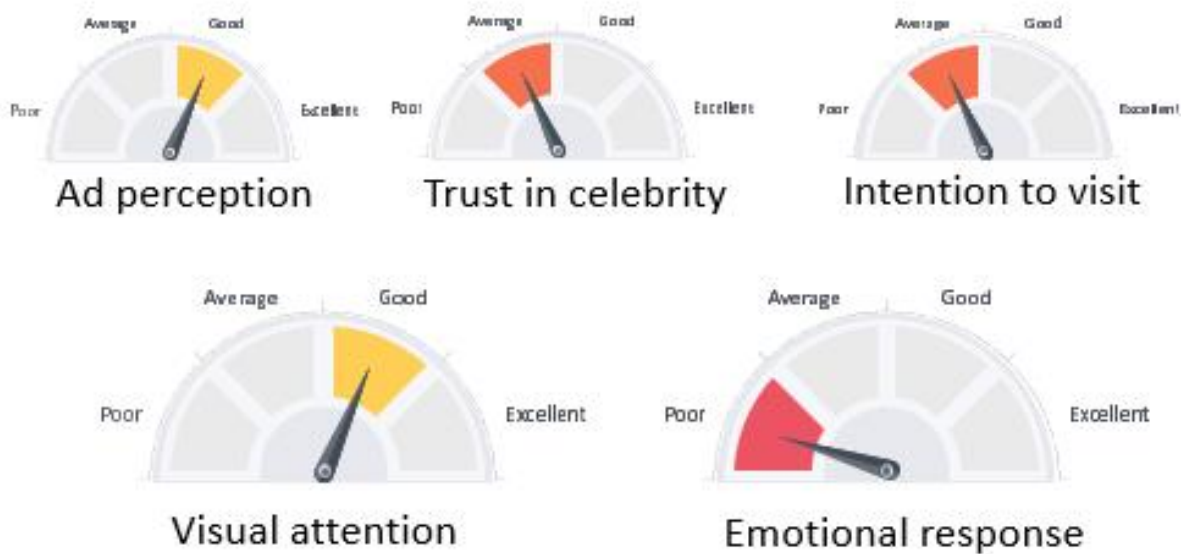 Average Good
Average Good
Average Good
Poor Excellent
Poor Excellent
Poor Excellent
Ad perception
Trust in celebrity
Intention to visit
Average Good
Average Good
Poor Excellent
Poor Excellent
Visual attention
Emotional response